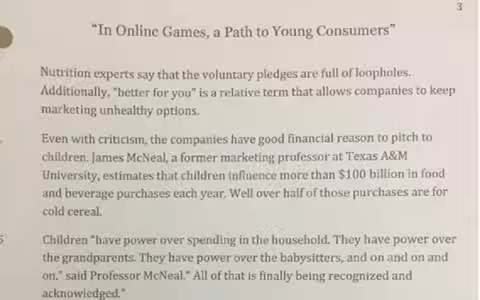 3
“In Online Games, a Path to Young Consumers”
Nutrition experts say that the voluntary pledges are full of loopholes.
Additionally, "better for you" is a relative term that allows companies to keep
marketing unhealthy options.
Even with criticism, the companies have good financial reason to pitch to
children. James McNeal, a former marketing professor at Texas A&M
University, estimates that children influence more than $100 billion in food
and beverage purchases each year. Well over half of those purchases are for
cold cereal.
5
Children "have power over spending in the household. They have power over
the grandparents. They have power over the babysitters, and on and on and
on," said Professor McNeal." All of that is finally being recognized and
acknowledged."